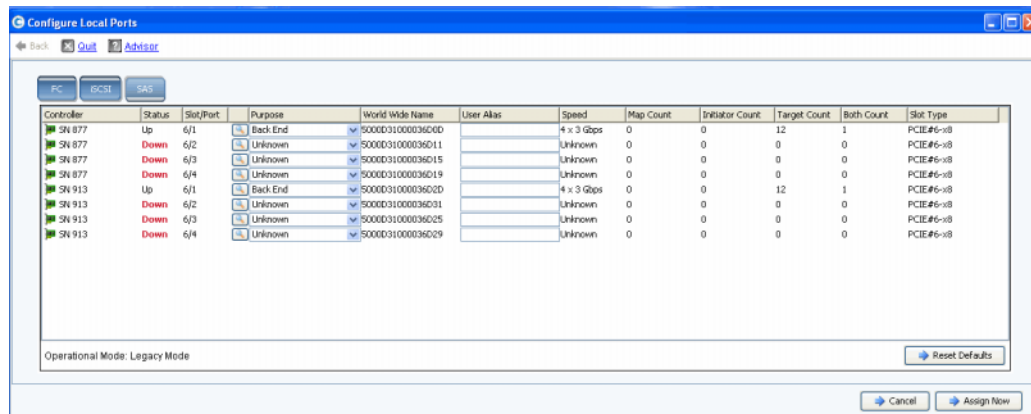 Configure Local Ports
Back Quit Advisor
FC iSCSI SAS
Controller Status Slot/Port Purpose World Wide Name User Alias Speed Map Count Initiator Count Target Count Both Count Slot Type
SN 877 Up 6/1 Back End 5000D31000036D0D 4 x 3 Gbps 0 0 12 1 PCIE#6-x8
SN 877 Down 6/2 Unknown 5000D31000036D11 Unknown 0 0 0 0 PCIE#6-x8
SN 877 Down 6/3 Unknown 5000D31000036D15 Unknown 0 0 0 0 PCIE#6-x8
SN 877 Down 6/4 Unknown 5000D31000036D19 Unknown 0 0 0 0 PCIE#6-x8
SN 913 Up 6/1 Back End 5000D31000036D2D 4 x 3 Gbps 0 0 12 1 PCIE#6-x8
SN 913 Down 6/2 Unknown 5000D31000036D31 Unknown 0 0 0 0 PCIE#6-x8
SN 913 Down 6/3 Unknown 5000D31000036D25 Unknown 0 0 0 0 PCIE#6-x8
SN 913 Down 6/4 Unknown 5000D31000036D29 Unknown 0 0 0 0 PCIE#6-x8
Operational Mode: Legacy Mode
Reset Defaults
Cancel Assign Now